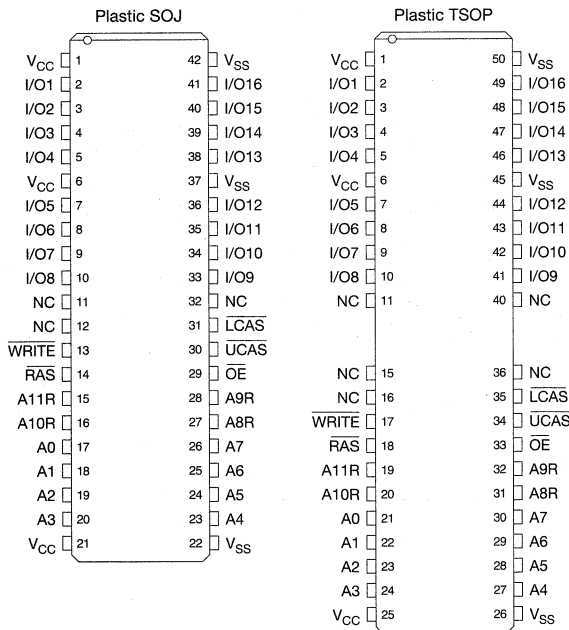 Plastic SOJ
VCC 1 42 VSS
I/O1 2 41 I/O16
I/O2 3 40 I/O15
I/O3 4 39 I/O14
I/O4 5 38 I/O13
VCC 6 37 VSS
I/O5 7 36 I/O12
I/O6 8 35 I/O11
I/O7 9 34 I/O10
I/O8 10 33 I/O9
NC 11 32 NC
NC 12 31 LCAS
WRITE 13 30 UCAS
RAS 14 29 OE
A11R 15 28 A9R
A10R 16 27 A8R
A0 17 26 A7
A1 18 25 A6
A2 19 24 A5
A3 20 23 A4
VCC 21 22 VSS
Plastic TSOP
VCC 1 50 VSS
I/O1 2 49 I/O16
I/O2 3 48 I/O15
I/O3 4 47 I/O14
I/O4 5 46 I/O13
VCC 6 45 VSS
I/O5 7 44 I/O12
I/O6 8 43 I/O11
I/O7 9 42 I/O10
I/O8 10 41 I/O9
NC 11 40 NC
NC 15 36 NC
NC 16 35 LCAS
WRITE 17 34 UCAS
RAS 18 33 OE
A11R 19 32 A9R
A10R 20 31 A8R
A0 21 30 A7
A1 22 29 A6
A2 23 28 A5
A3 24 27 A4
VCC 25 26 VSS